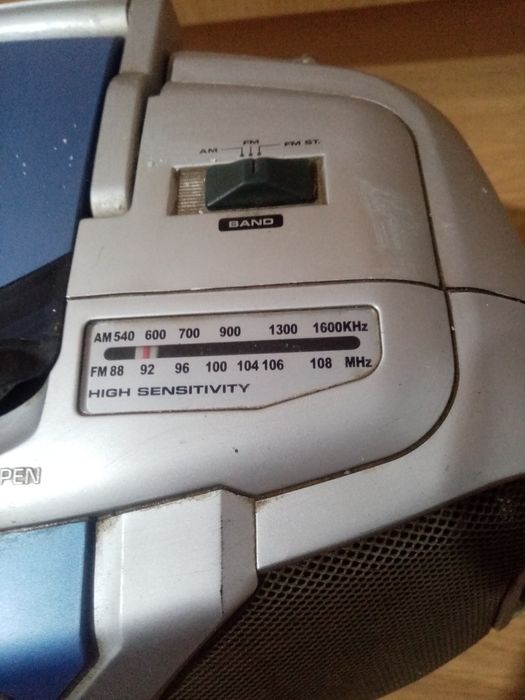 FM
AM FM ST.
BAND
AM 540 600 700 900 1300 1600KHz
FM 88 92 96 100 104 106 108 MHz
HIGH SENSITIVITY
PEN